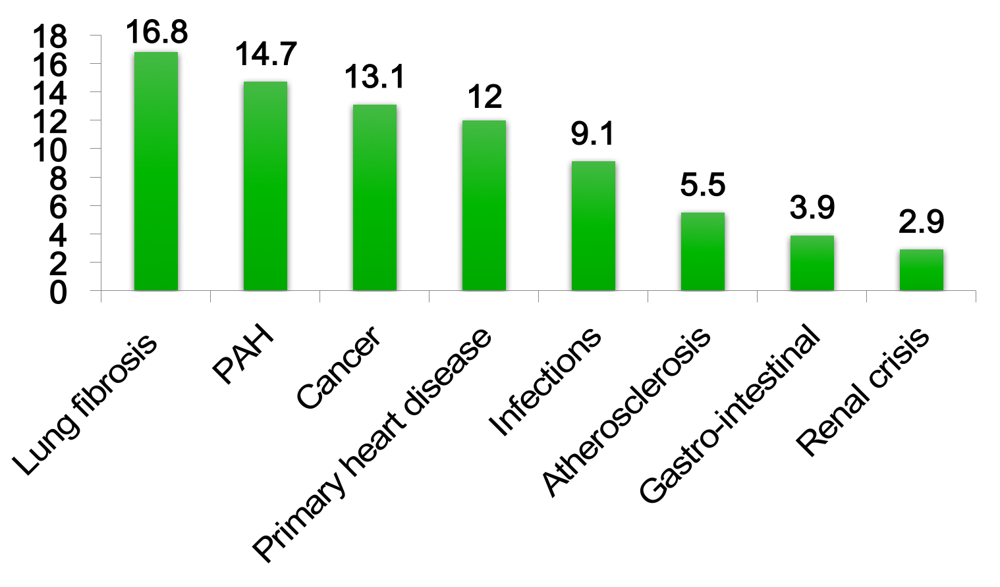 18
16
14
12
10
8
6
4
2
0
16.8
14.7
13.1
12
9.1
5.5
3.9
2.9
Lung fibrosis
PAH
Cancer
Primary heart disease
Infections
Atherosclerosis
Gastro-intestinal
Renal crisis